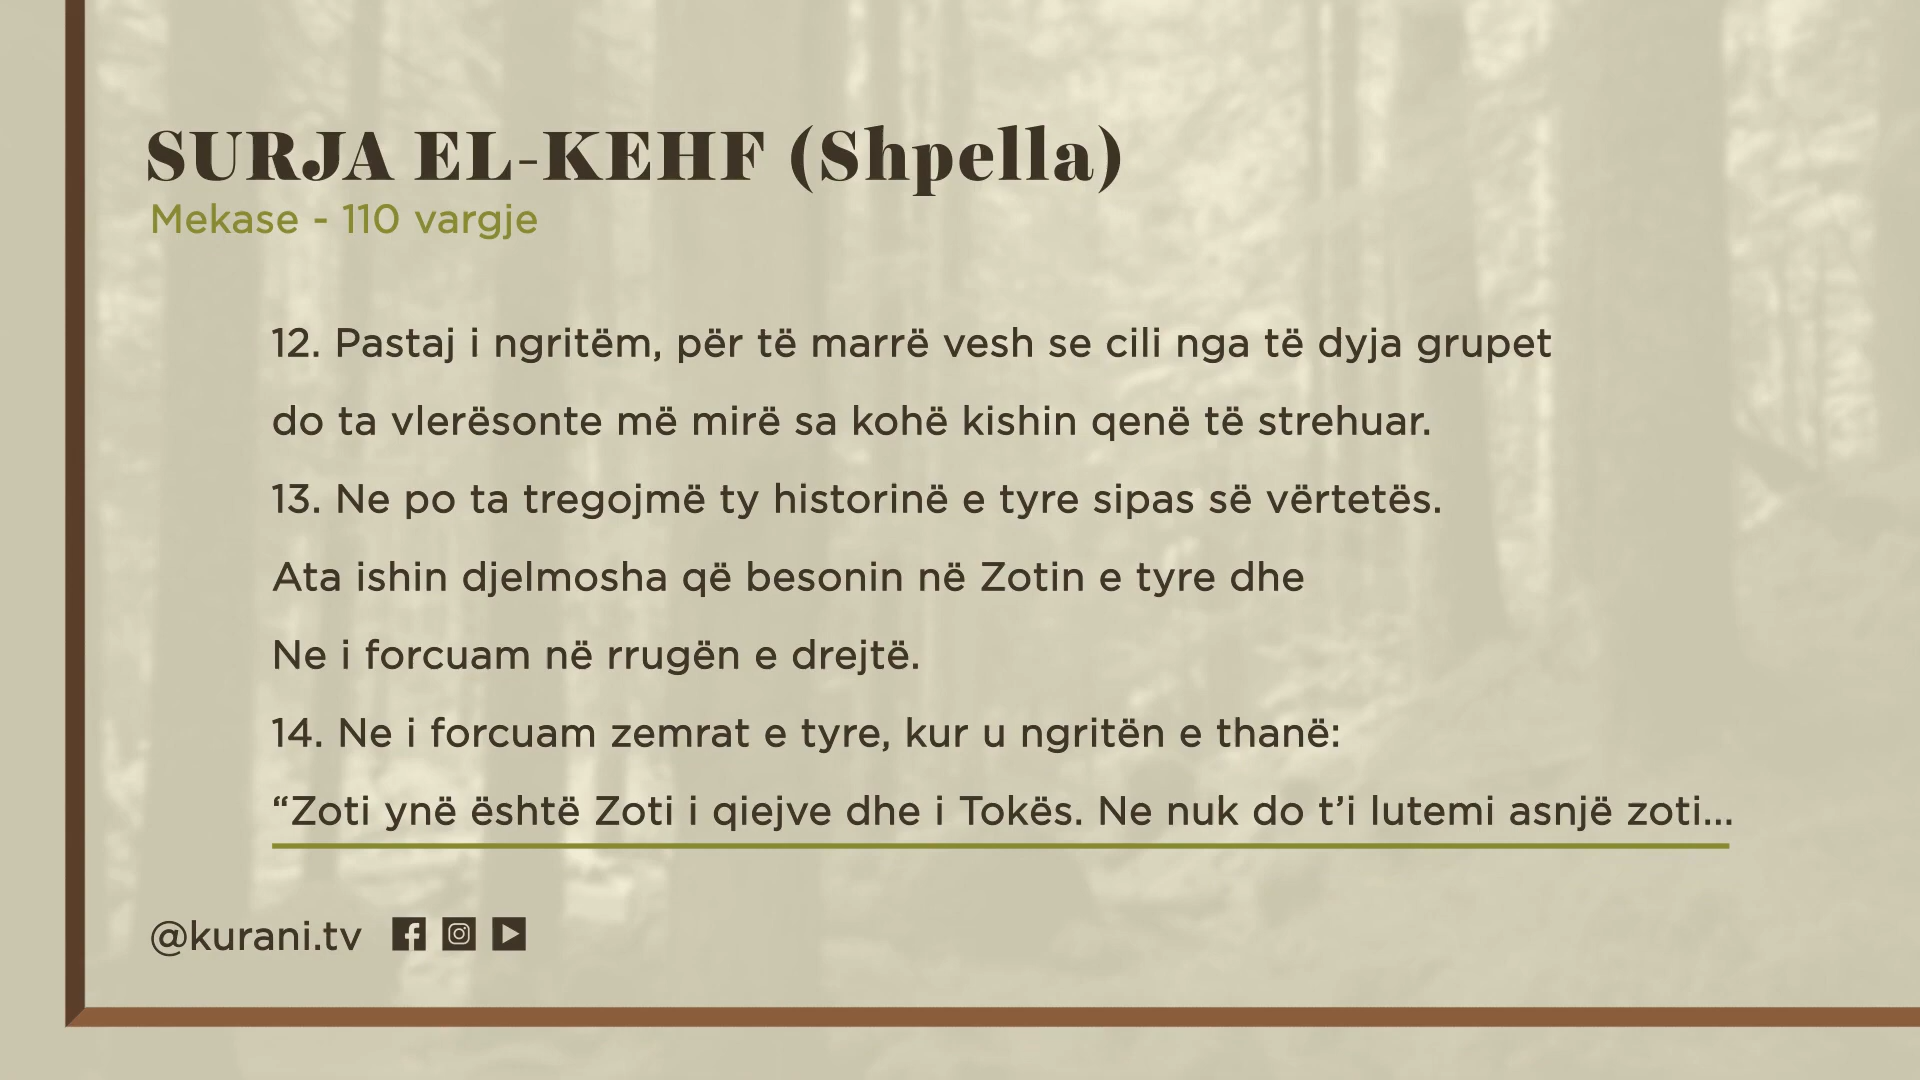 SURJA EL-KEHF (Shpella)
Mekase - 110 vargje
12. Pastaj i ngritëm, për të marrë vesh se cili nga të dyja grupet
do ta vlerësonte më mirë sa kohë kishin qenë të strehuar.
13. Ne po ta tregojmë ty historinë e tyre sipas së vërtetës.
Ata ishin djelmosha që besonin në Zotin e tyre dhe
Ne i forcuam në rrugën e drejtë.
14. Ne i forcuam zemrat e tyre, kur u ngritën e thanë:
“Zoti ynë është Zoti i qiejve dhe i Tokës. Ne nuk do t’i lutemi asnjë zoti...
@kurani.tv